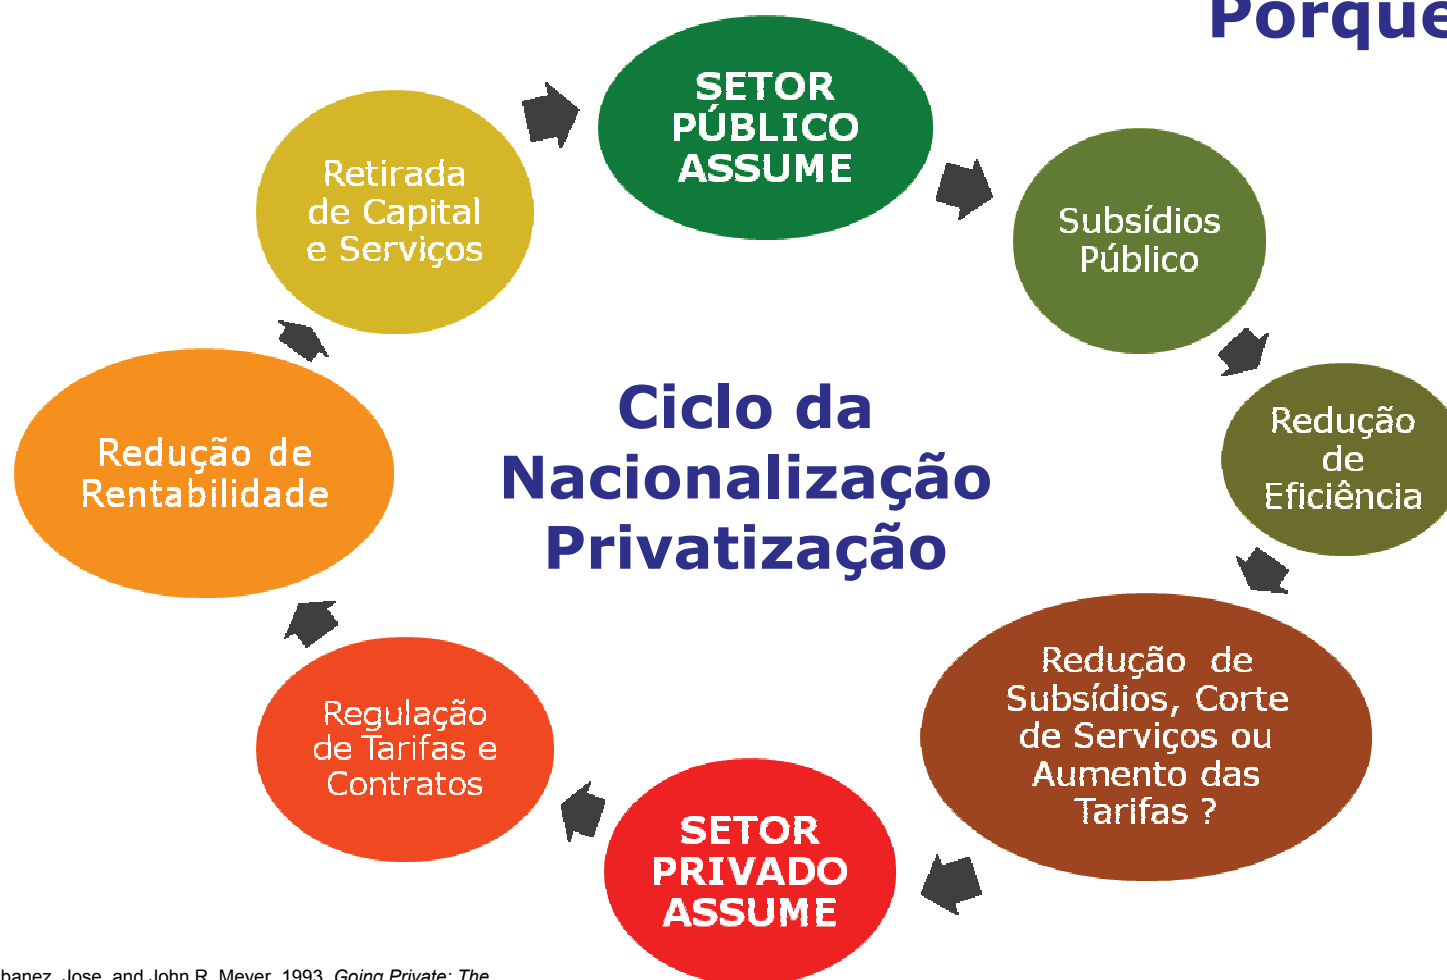 Porque
SETOR
PÚBLICO
ASSUME
Subsídios
Público
Redução
de
Eficiência
Redução de
Subsídios, Corte
de Serviços ou
Aumento das
Tarifas ?
SETOR
PRIVADO
ASSUME
Regulação
de Tarifas e
Contratos
Redução de
Rentabilidade
Retirada
de Capital
e Serviços
Ciclo da
Nacionalização
Privatização
banez, Jose, and John R. Meyer. 1993. Going Private: The